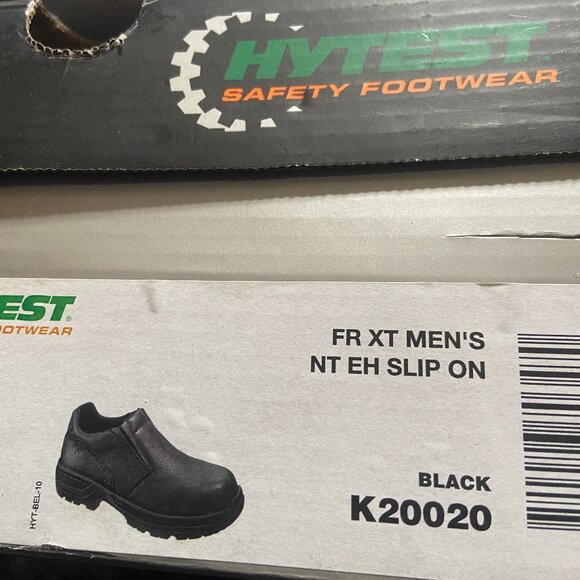 HYTEST
SAFETY FOOTWEAR
EST®
OOTWEAR
FR XT MEN'S
NT EH SLIP ON
HYT-BEL-10
BLACK
K20020